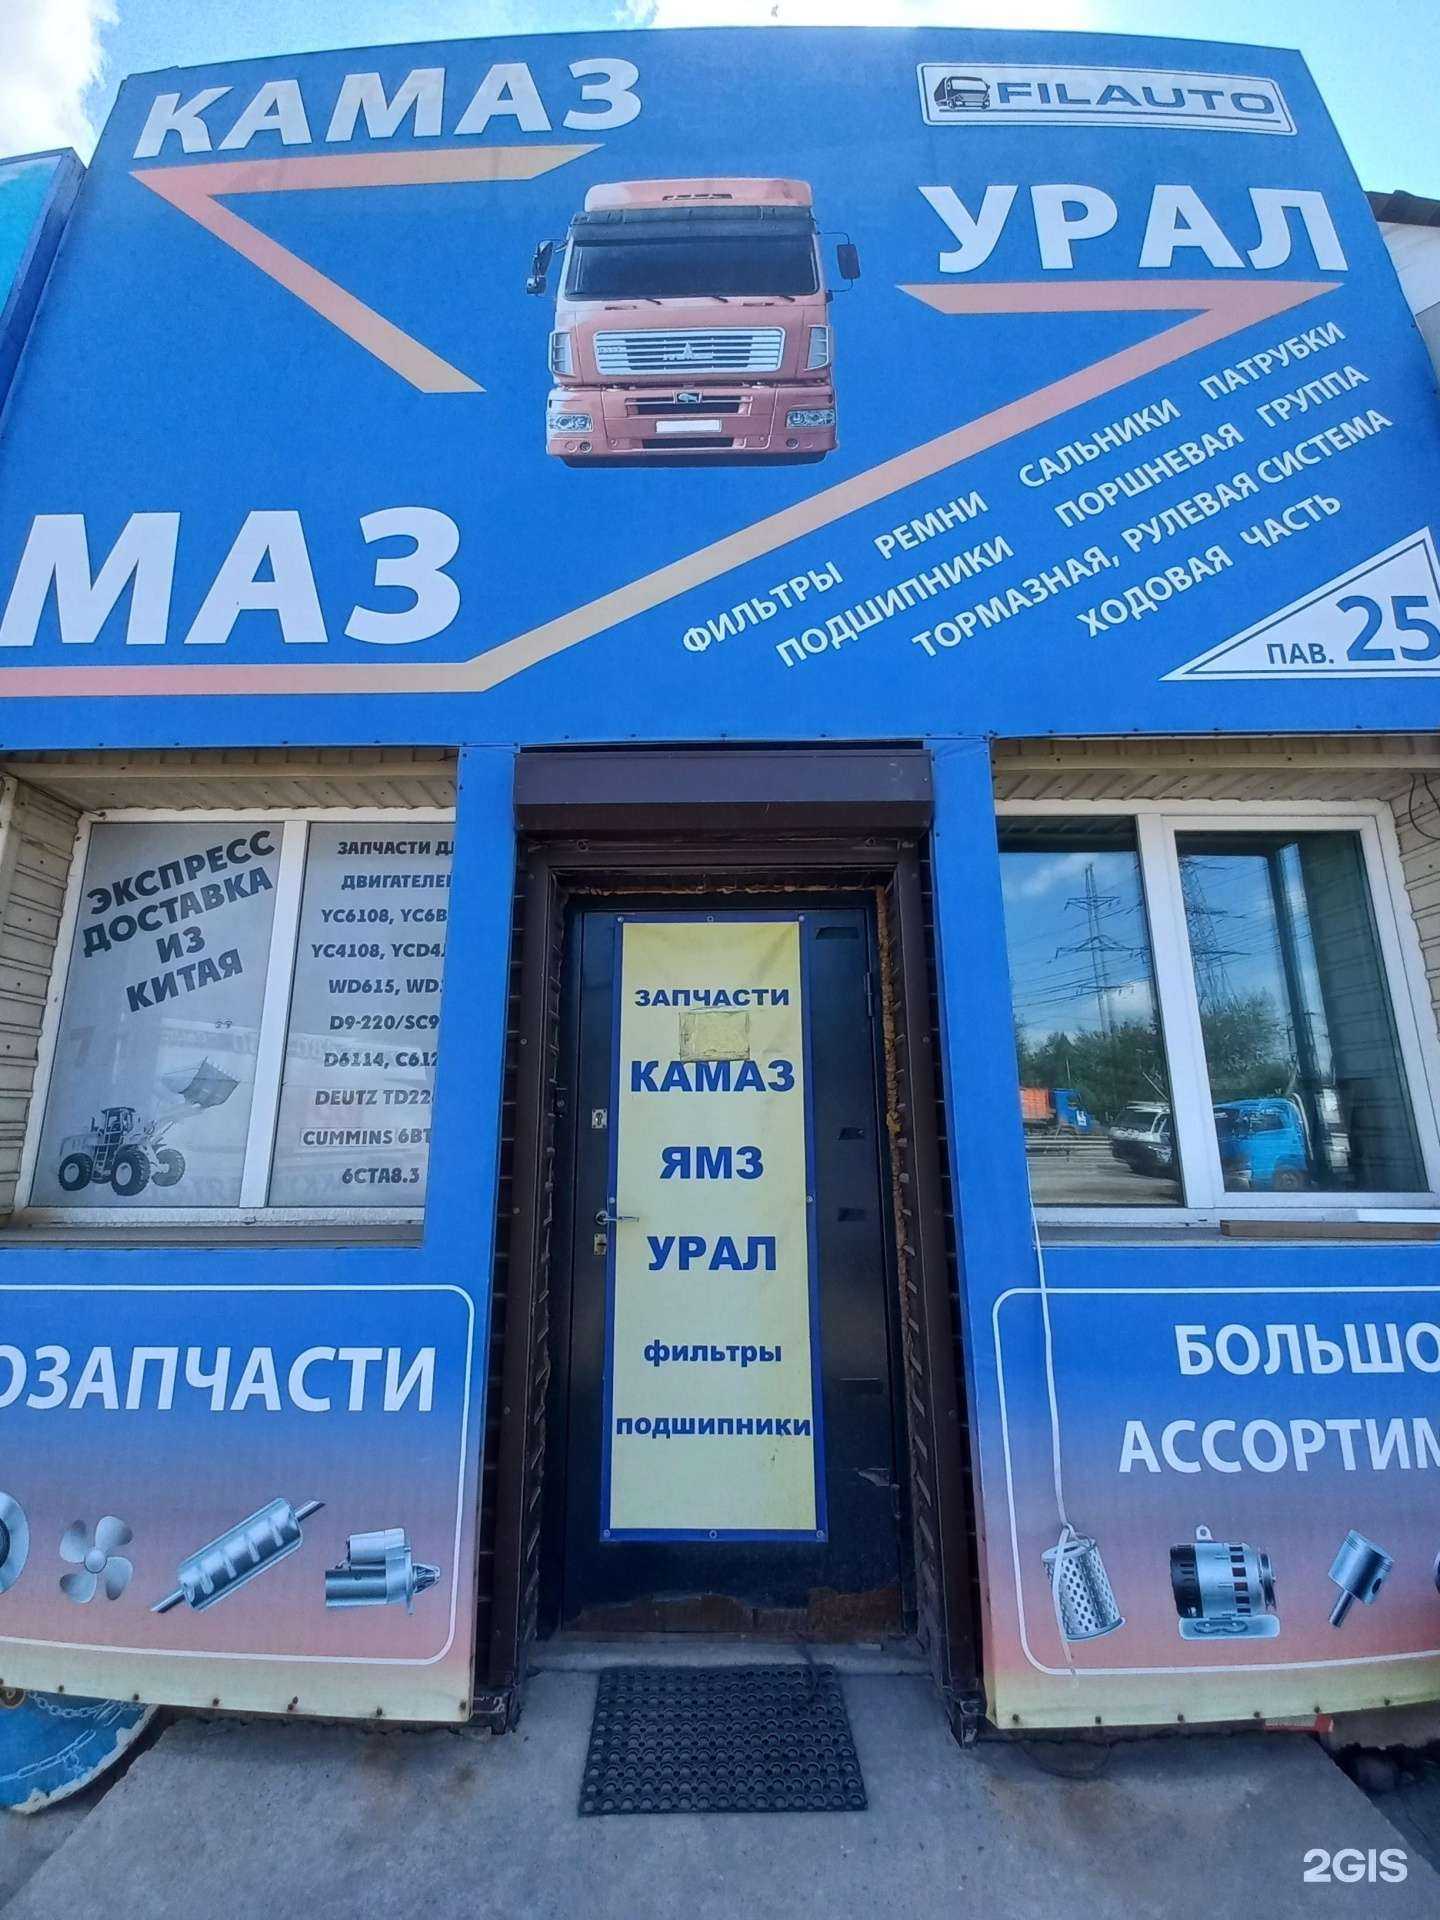 КАМАЗ
FILAUTO
УРАЛ
МАЗ
ФИЛЬТРЫ РЕМНИ САЛЬНИКИ ПАТРУБКИ
ПОДШИПНИКИ ПОРШНЕВАЯ ГРУППА
ТОРМАЗНАЯ, РУЛЕВАЯ СИСТЕМА
ХОДОВАЯ ЧАСТЬ
ПАВ. 25
ЭКСПРЕСС
ДОСТАВКА
ИЗ
КИТАЯ
ЗАПЧАСТИ
ДВИГАТЕЛЕ
YC6108, YC6B
YC4108, YCD4
WD615, WD
D9-220/SC9
D6114, C612
DEUTZ TD22
CUMMINS 6BT
6CTA8.3
ЗАПЧАСТИ
КАМАЗ
ЯМЗ
УРАЛ
фильтры
подшипники
ОЗАПЧАСТИ
БОЛЬШО
АССОРТИМ
2GIS